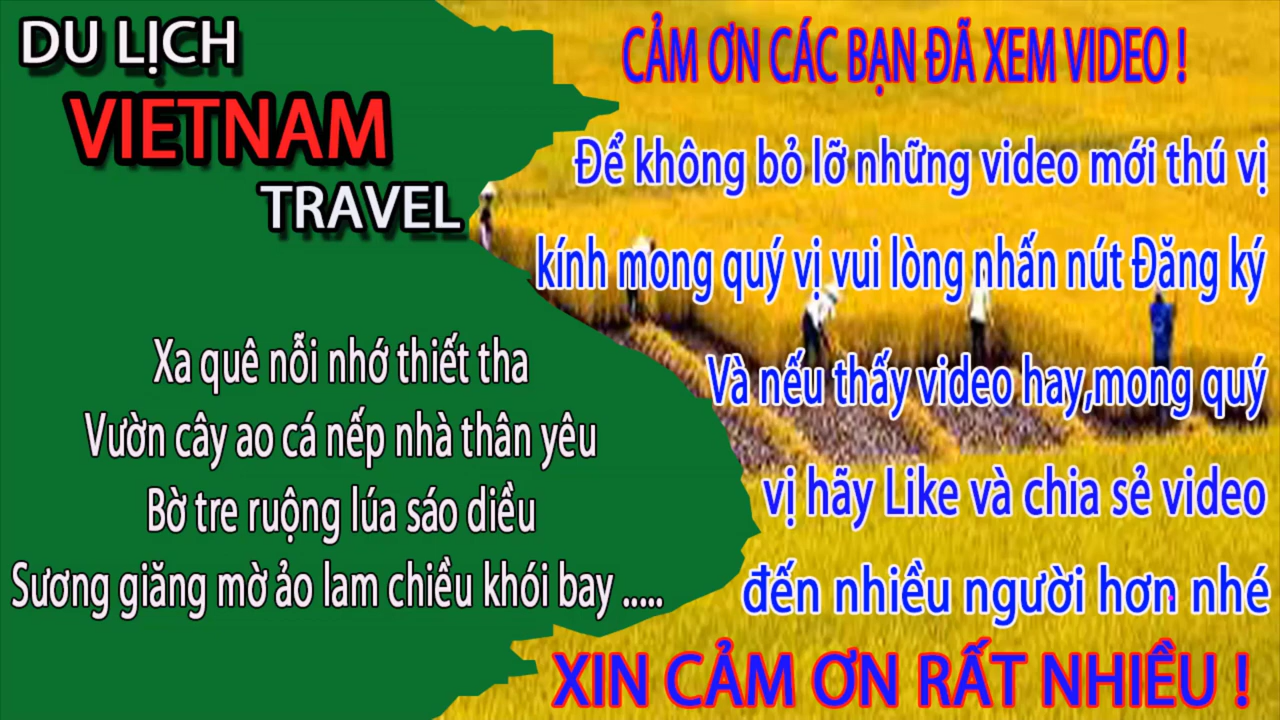 DU LỊCH
VIETNAM
TRAVEL
Xa quê nỗi nhớ thiết tha
Vườn cây ao cá nếp nhà thân yêu
Bờ tre ruộng lúa sáo diều
Sương giăng mờ ảo lam chiều khói bay .....
CẢM ƠN CÁC BẠN ĐÃ XEM VIDEO !
Để không bỏ lỡ những video mới thú vị
kính mong quý vị vui lòng nhấn nút Đăng ký
Và nếu thấy video hay,mong quý
vị hãy Like và chia sẻ video
đến nhiều người hơn nhé
XIN CẢM ƠN RẤT NHIỀU !